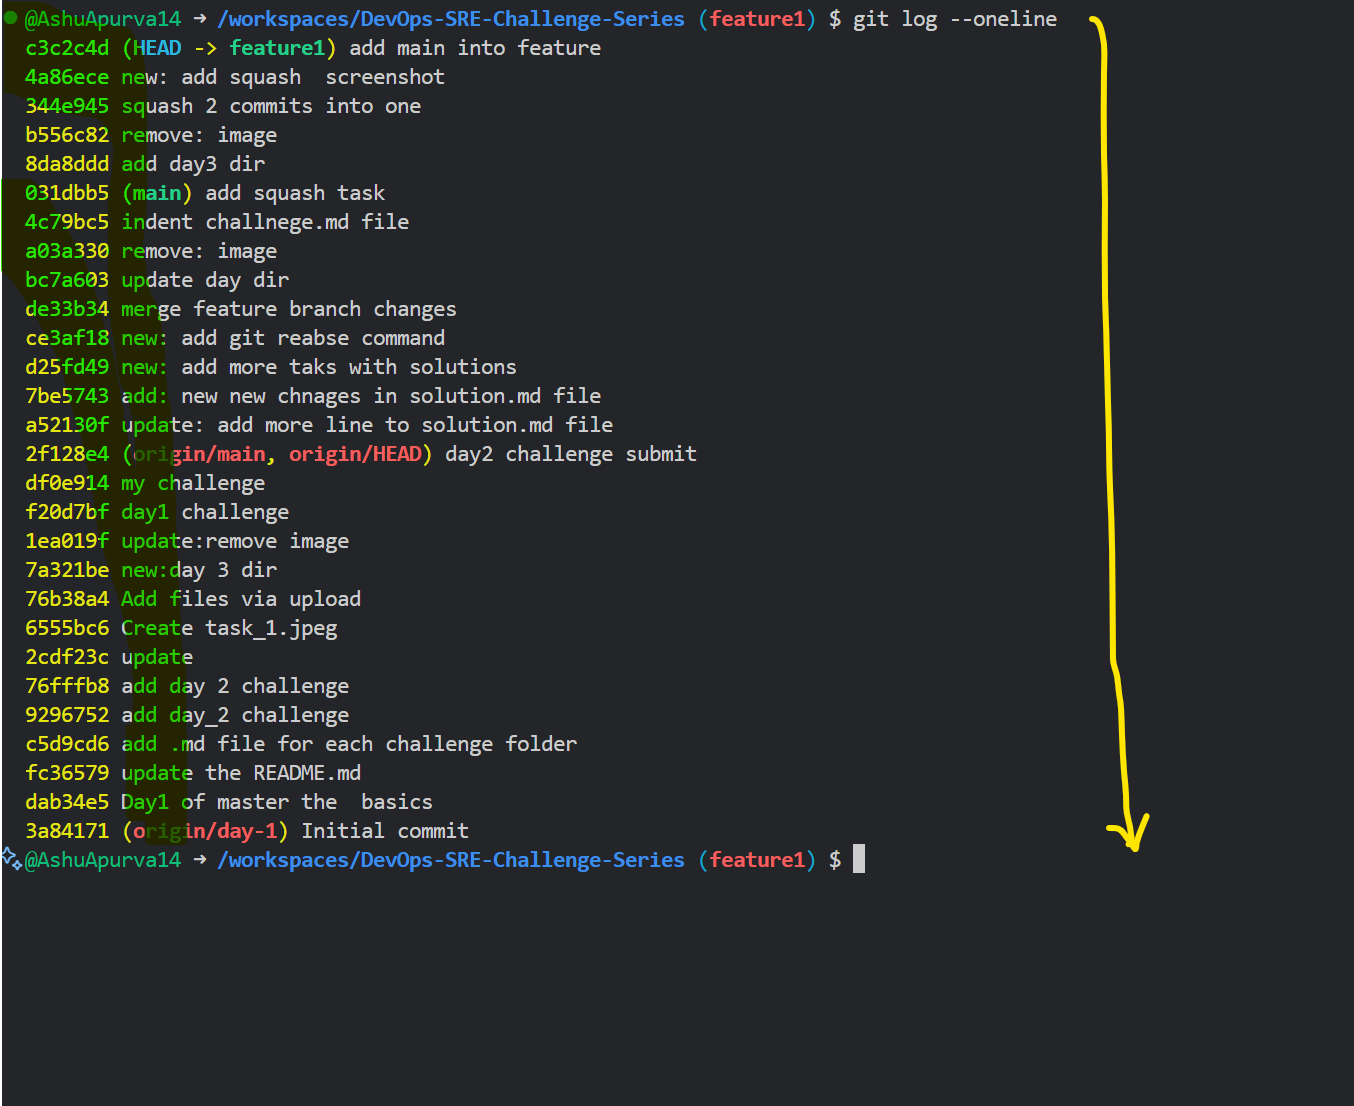 @AshuApurva14 ➜ /workspaces/DevOps-SRE-Challenge-Series (feature1) $ git log --oneline
c3c2c4d (HEAD -> feature1) add main into feature
4a86ece new: add squash  screenshot
344e945 squash 2 commits into one
b556c82 remove: image
8da8ddd add day3 dir
031dbb5 (main) add squash task
4c79bc5 indent challnege.md file
a03a330 remove: image
bc7a603 update day dir
de33b34 merge feature branch changes
ce3af18 new: add git reabse command
d25fd49 new: add more taks with solutions
7be5743 add: new new chnages in solution.md file
a52130f update: add more line to solution.md file
2f128e4 (origin/main, origin/HEAD) day2 challenge submit
df0e914 my challenge
f20d7bf day1 challenge
1ea019f update:remove image
7a321be new:day 3 dir
76b38a4 Add files via upload
6555bc6 Create task_1.jpeg
2cdf23c update
76fffb8 add day 2 challenge
9296752 add day_2 challenge
c5d9cd6 add .md file for each challenge folder
fc36579 update the README.md
dab34e5 Day1 of master the  basics
3a84171 (origin/day-1) Initial commit
@AshuApurva14 ➜ /workspaces/DevOps-SRE-Challenge-Series (feature1) $